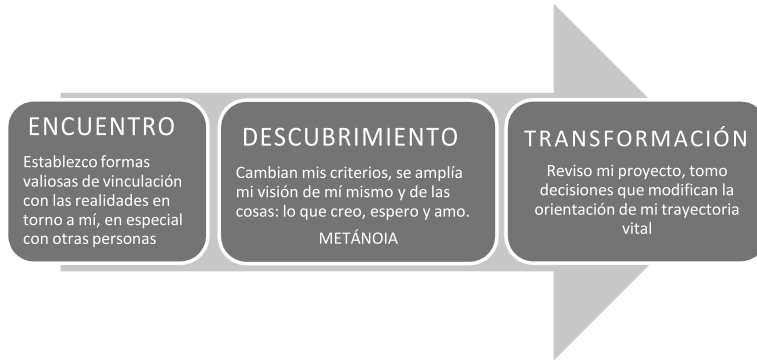 ENCUENTRO
Establezco formas
valiosas de vinculación
con las realidades en
torno a mí, en especial
con otras personas
DESCUBRIMIENTO
Cambian mis criterios, se amplía
mi visión de mí mismo y de las
cosas: lo que creo, espero y amo.
METÁNOIA
TRANSFORMACIÓN
Reviso mi proyecto, tomo
decisiones que modifican la
orientación de mi trayectoria
vital